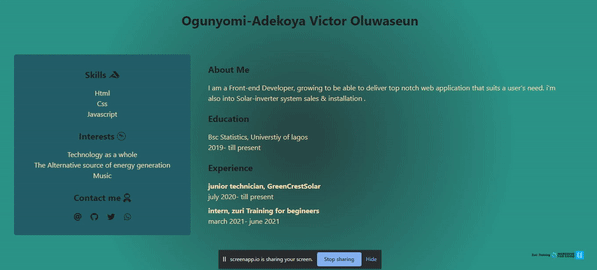 Ogunyomi-Adekoya Victor Oluwaseun
Skills
Html
Css
Javascript
Interests
Technology as a whole
The Alternative source of energy generation
Music
Contact me
About Me
I am a Front-end Developer, growing to be able to deliver top notch web application that suits a user's need. i'm
also into Solar-inverter system sales & installation .
Education
Bsc Statistics, Universtiy of lagos
2019- till present
Experience
junior technician, GreenCrestSolar
july 2020- till present
intern, zuri Training for begineers
march 2021- june 2021
screenapp.io is sharing your screen.
Stop sharing
Hide